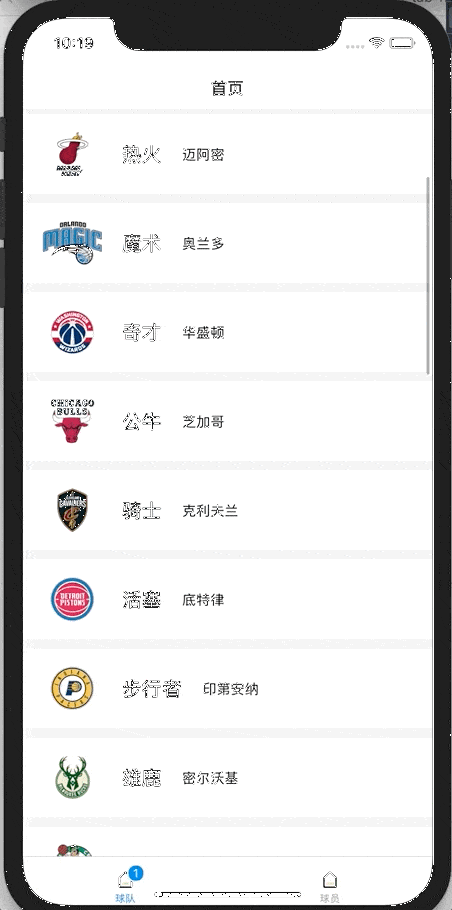 10:19
首页
热火 迈阿密
ORLANDO
MAGIC
魔术 奥兰多
WASHINGTON
WIZARDS
奇才 华盛顿
CHICAGO
BULLS
公牛 芝加哥
CAVALIERS
骑士 克利夫兰
DETROIT
PISTONS
活塞 底特律
INDIANA
PACERS
步行者 印第安纳
雄鹿 密尔沃基
1
球队 球员